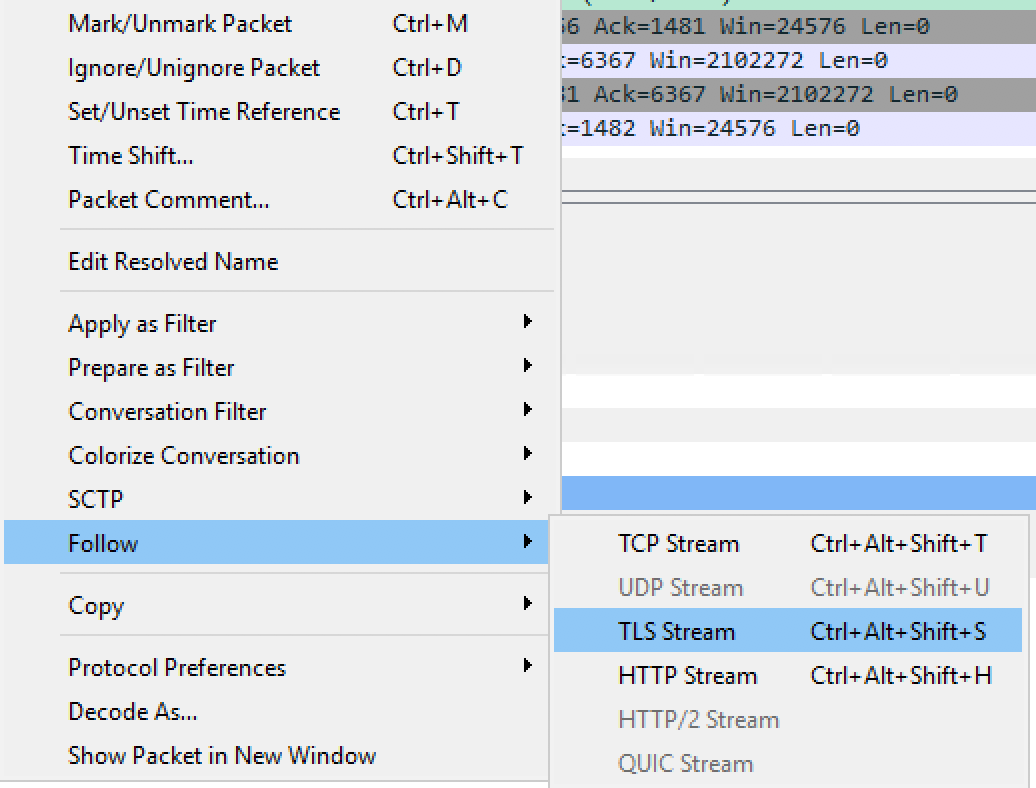 Mark/Unmark Packet Ctrl+M
Ignore/Unignore Packet Ctrl+D
Set/Unset Time Reference Ctrl+T
Time Shift... Ctrl+Shift+T
Packet Comment... Ctrl+Alt+C
Edit Resolved Name
Apply as Filter
Prepare as Filter
Conversation Filter
Colorize Conversation
SCTP
Follow
Copy
Protocol Preferences
Decode As...
Show Packet in New Window
Ack=1481 Win=24576 Len=0
=6367 Win=2102272 Len=0
Ack=6367 Win=2102272 Len=0
=1482 Win=24576 Len=0
TCP Stream Ctrl+Alt+Shift+T
UDP Stream Ctrl+Alt+Shift+U
TLS Stream Ctrl+Alt+Shift+S
HTTP Stream Ctrl+Alt+Shift+H
HTTP/2 Stream
QUIC Stream